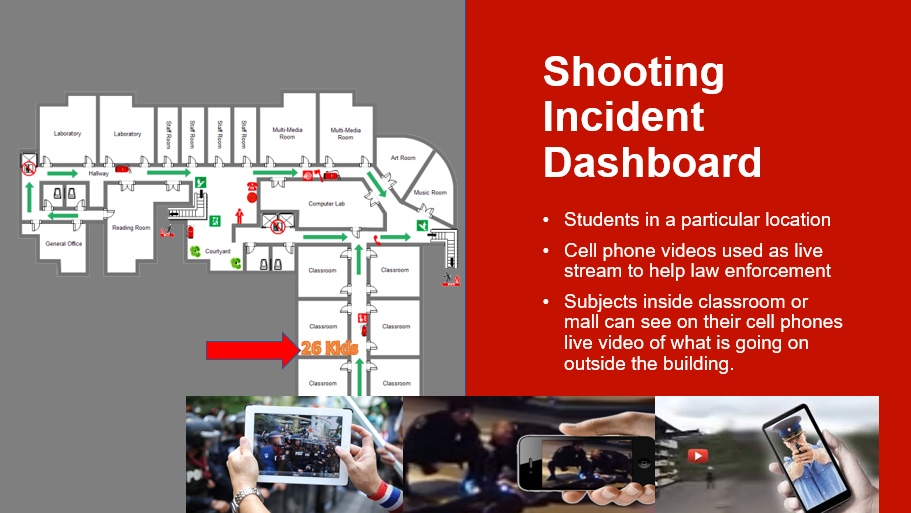 Shooting
Incident
Dashboard
• Students in a particular location
• Cell phone videos used as live
stream to help law enforcement
• Subjects inside classroom or
mall can see on their cell phones
live video of what is going on
outside the building.
Laboratory
Laboratory
Staff Room
Staff Room
Staff Room
Staff Room
Multi-Media
Room
Multi-Media
Room
Art Room
Hallway
Music Room
Computer Lab
Reading Room
General Office
Courtyard
Classroom
Classroom
Classroom
Classroom
26 Kids
Classroom
Classroom